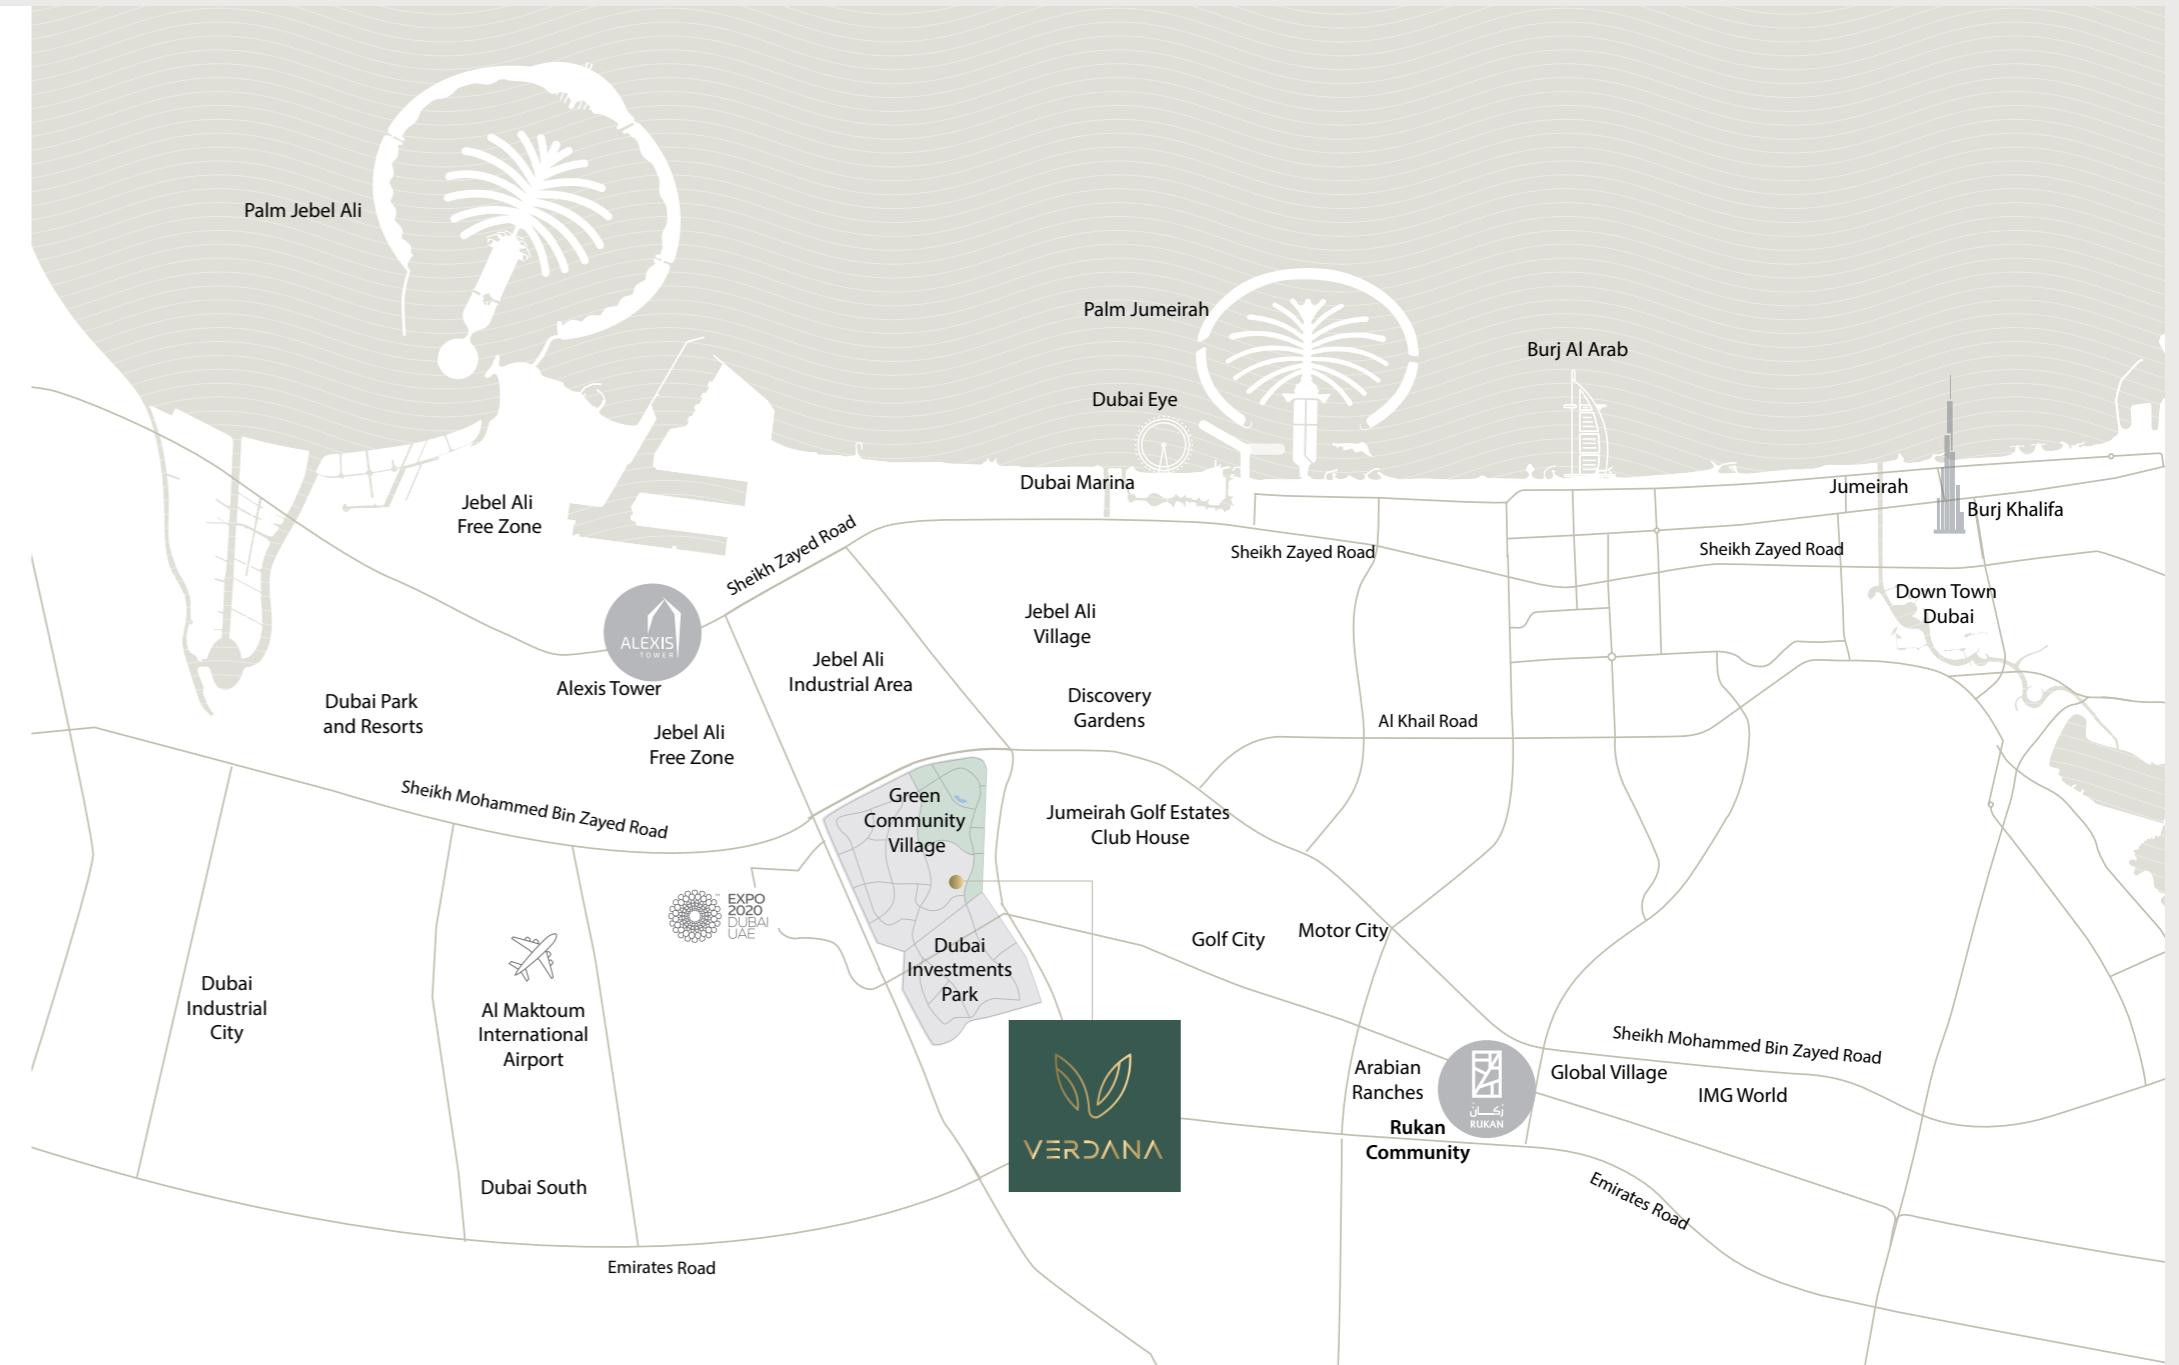 Palm Jebel Ali
Palm Jumeirah
Burj Al Arab
Dubai Eye
Dubai Marina
Jumeirah
Burj Khalifa
Jebel Ali
Free Zone
Sheikh Zayed Road
Sheikh Zayed Road
Sheikh Zayed Road
Down Town
Dubai
Jebel Ali
Village
ALEXIS
TOWER
Alexis Tower
Jebel Ali
Industrial Area
Dubai Park
and Resorts
Discovery
Gardens
Al Khail Road
Jebel Ali
Free Zone
Sheikh Mohammed Bin Zayed Road
Green
Community
Village
Jumeirah Golf Estates
Club House
EXPO
2020
DUBAI
UAE
Golf City
Motor City
Dubai
Investments
Park
Dubai
Industrial
City
Al Maktoum
International
Airport
Sheikh Mohammed Bin Zayed Road
Arabian
Ranches
Global Village
IMG World
ركــان
RUKAN
Rukan
Community
VERDANA
Dubai South
Emirates Road
Emirates Road